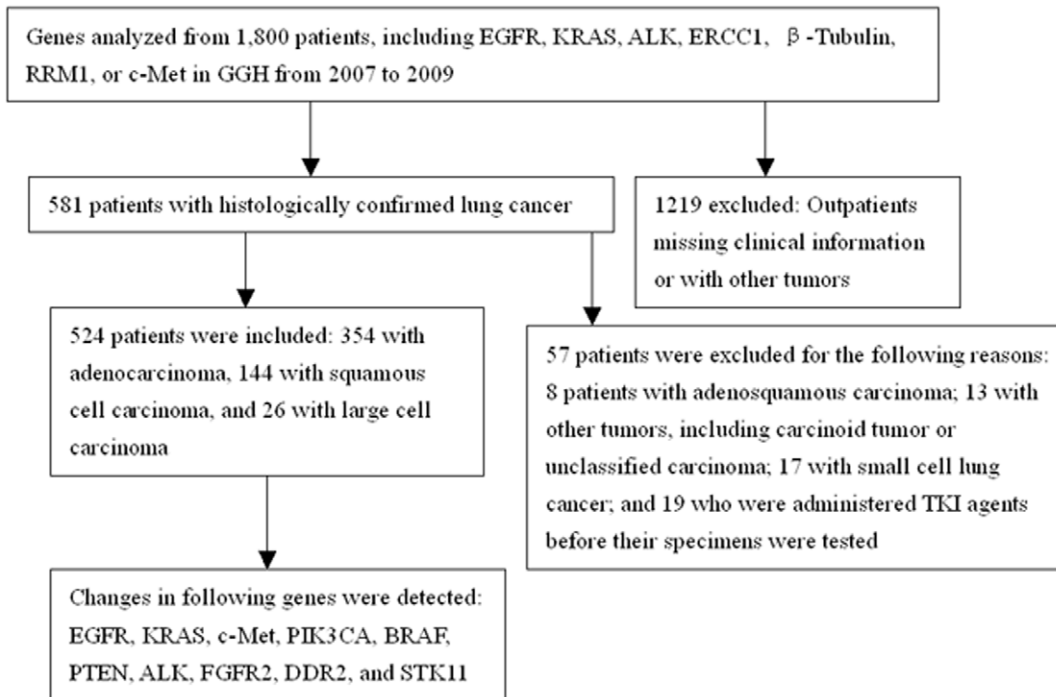 Genes analyzed from 1,800 patients, including EGFR, KRAS, ALK, ERCC1, β-Tubulin,
RRM1, or c-Met in GGH from 2007 to 2009
581 patients with histologically confirmed lung cancer
1219 excluded: Outpatients
missing clinical information
or with other tumors
524 patients were included: 354 with
adenocarcinoma, 144 with squamous
cell carcinoma, and 26 with large cell
carcinoma
57 patients were excluded for the following reasons:
8 patients with adenosquamous carcinoma; 13 with
other tumors, including carcinoid tumor or
unclassified carcinoma; 17 with small cell lung
cancer; and 19 who were administered TKI agents
before their specimens were tested
Changes in following genes were detected:
EGFR, KRAS, c-Met, PIK3CA, BRAF,
PTEN, ALK, FGFR2, DDR2, and STK11